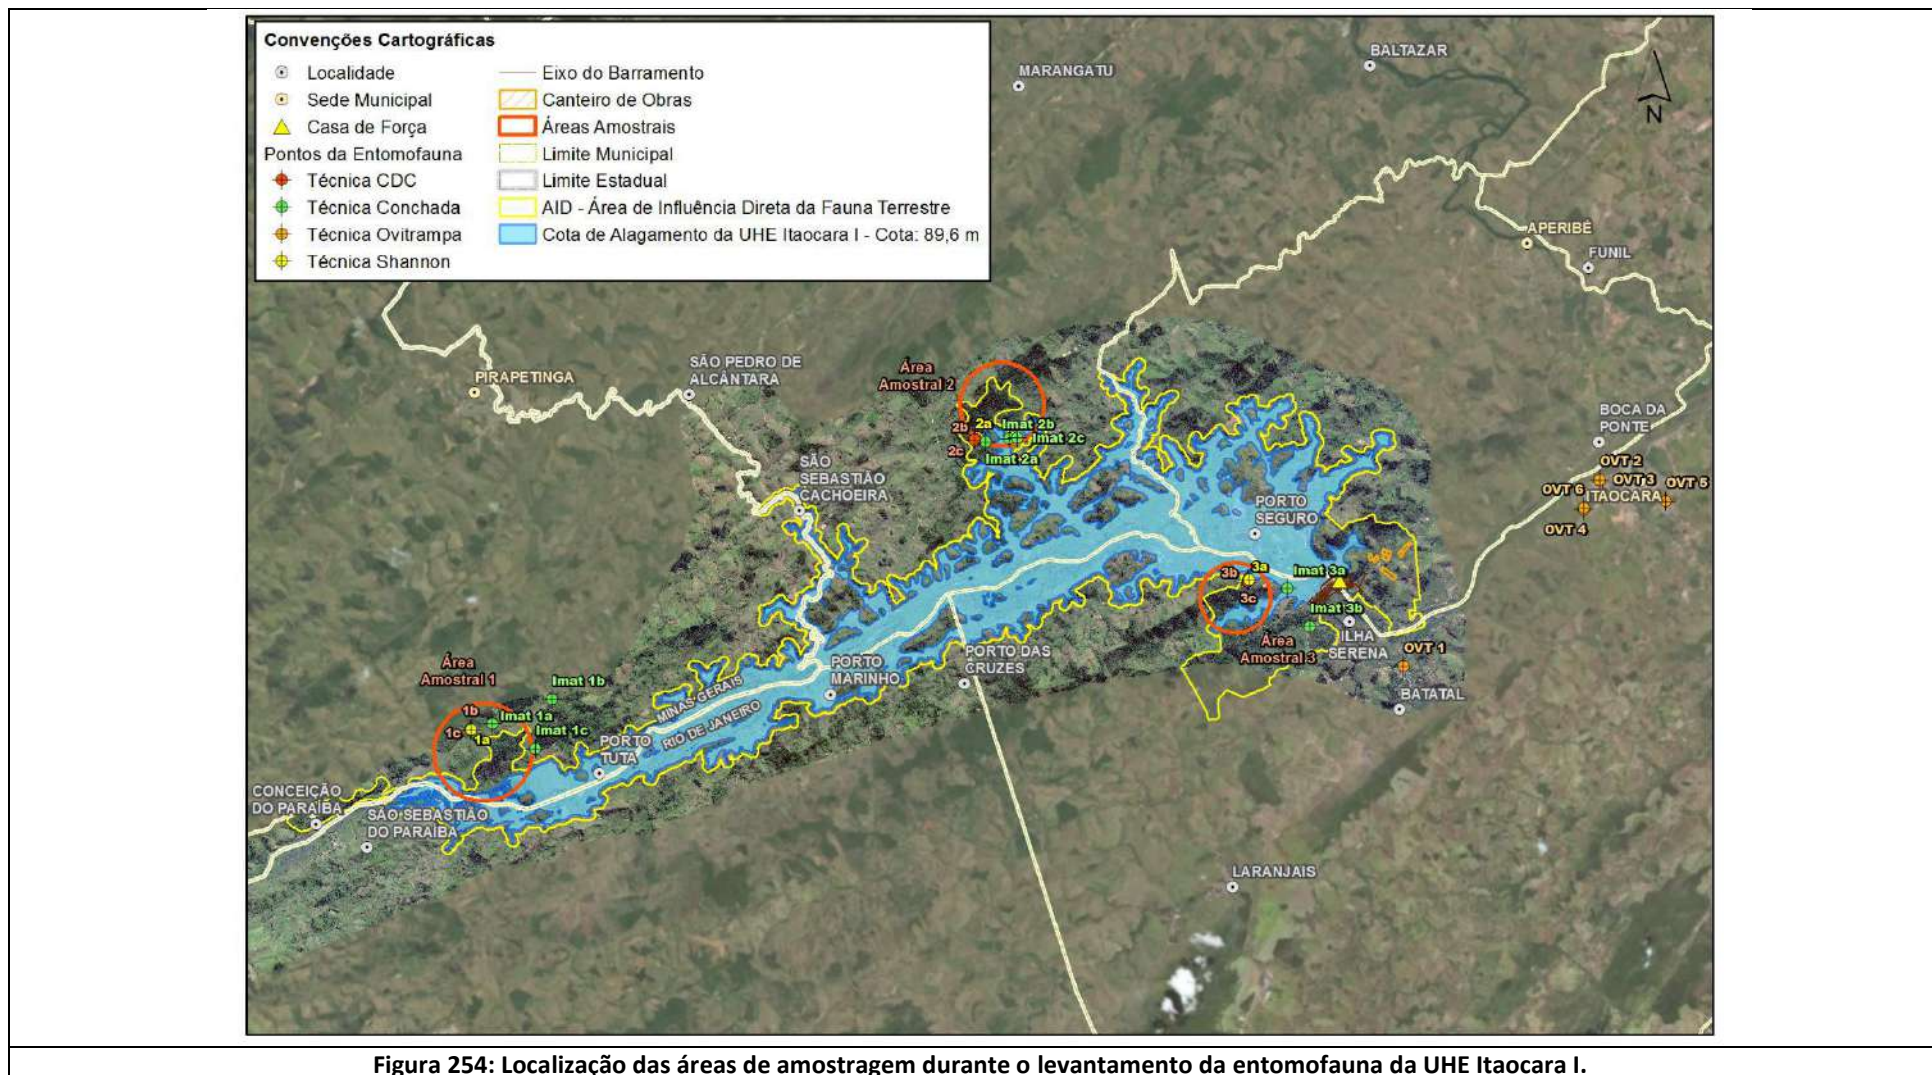 Convenções Cartográficas
Localidade
Sede Municipal
Casa de Força
Pontos da Entomofauna
Técnica CDC
Técnica Conchada
Técnica Ovitrampa
Técnica Shannon
Eixo do Barramento
Canteiro de Obras
Áreas Amostrais
Limite Municipal
Limite Estadual
AID - Área de Influência Direta da Fauna Terrestre
Cota de Alagamento da UHE Itaocara I - Cota: 89,6 m
MARANGATU
BALTAZAR
N
APERIBÉ
FUNIL
PIRAPETINGA
SÃO PEDRO DE
ALCÂNTARA
Área
Amostral 2
2b
2a
Imat 2b
Imat 2c
2c
Imat 2a
BOCA DA
PONTE
OVT 2
OVT 3
OVT 5
OVT 6
ITAOCARA
OVT 4
SÃO
SEBASTIÃO
CACHOEIRA
PORTO
SEGURO
3b
3a
Imat 3a
3c
Imat 3b
Área
Amostral 3
ILHA
SERENA
OVT 1
BATATAL
PORTO DAS
CRUZES
PORTO
MARINHO
MINAS GERAIS
RIO DE JANEIRO
Área
Amostral 1
Imat 1b
1b
Imat 1a
1c
1a
Imat 1c
PORTO
TUTA
CONCEIÇÃO
DO PARAÍBA
SÃO SEBASTIÃO
DO PARAÍBA
LARANJAIS
Figura 254: Localização das áreas de amostragem durante o levantamento da entomofauna da UHE Itaocara I.